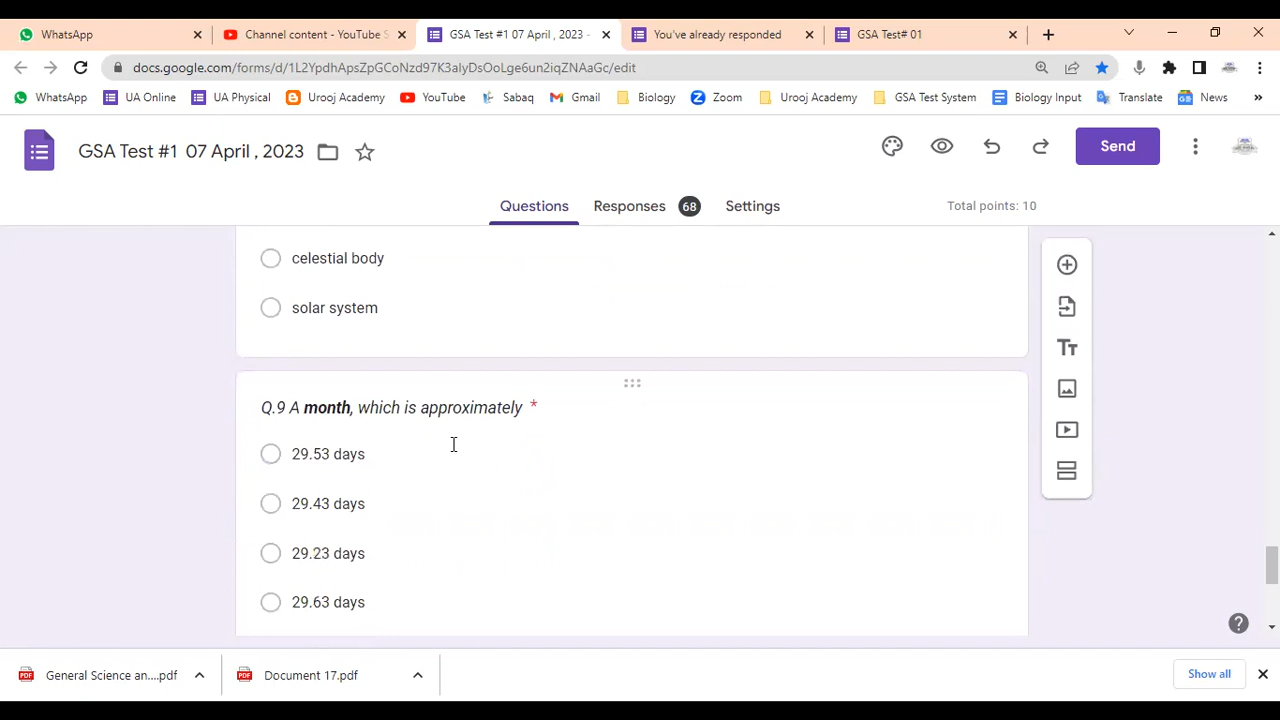 WhatsApp
Channel content - YouTube S
GSA Test #1 07 April , 2023 -
You've already responded
GSA Test# 01
docs.google.com/forms/d/1L2YpdhApsZpGCoNzd97K3aIyDsOoLge6un2iqZNAaGc/edit
WhatsApp
UA Online
UA Physical
Urooj Academy
YouTube
Sabaq
Gmail
Biology
Zoom
Urooj Academy
GSA Test System
Biology Input
Translate
News
»
GSA Test #1 07 April , 2023
Send
Questions
Responses 68
Settings
Total points: 10
celestial body
solar system
Q.9 A month, which is approximately *
29.53 days
29.43 days
29.23 days
29.63 days
General Science an....pdf
Document 17.pdf
Show all